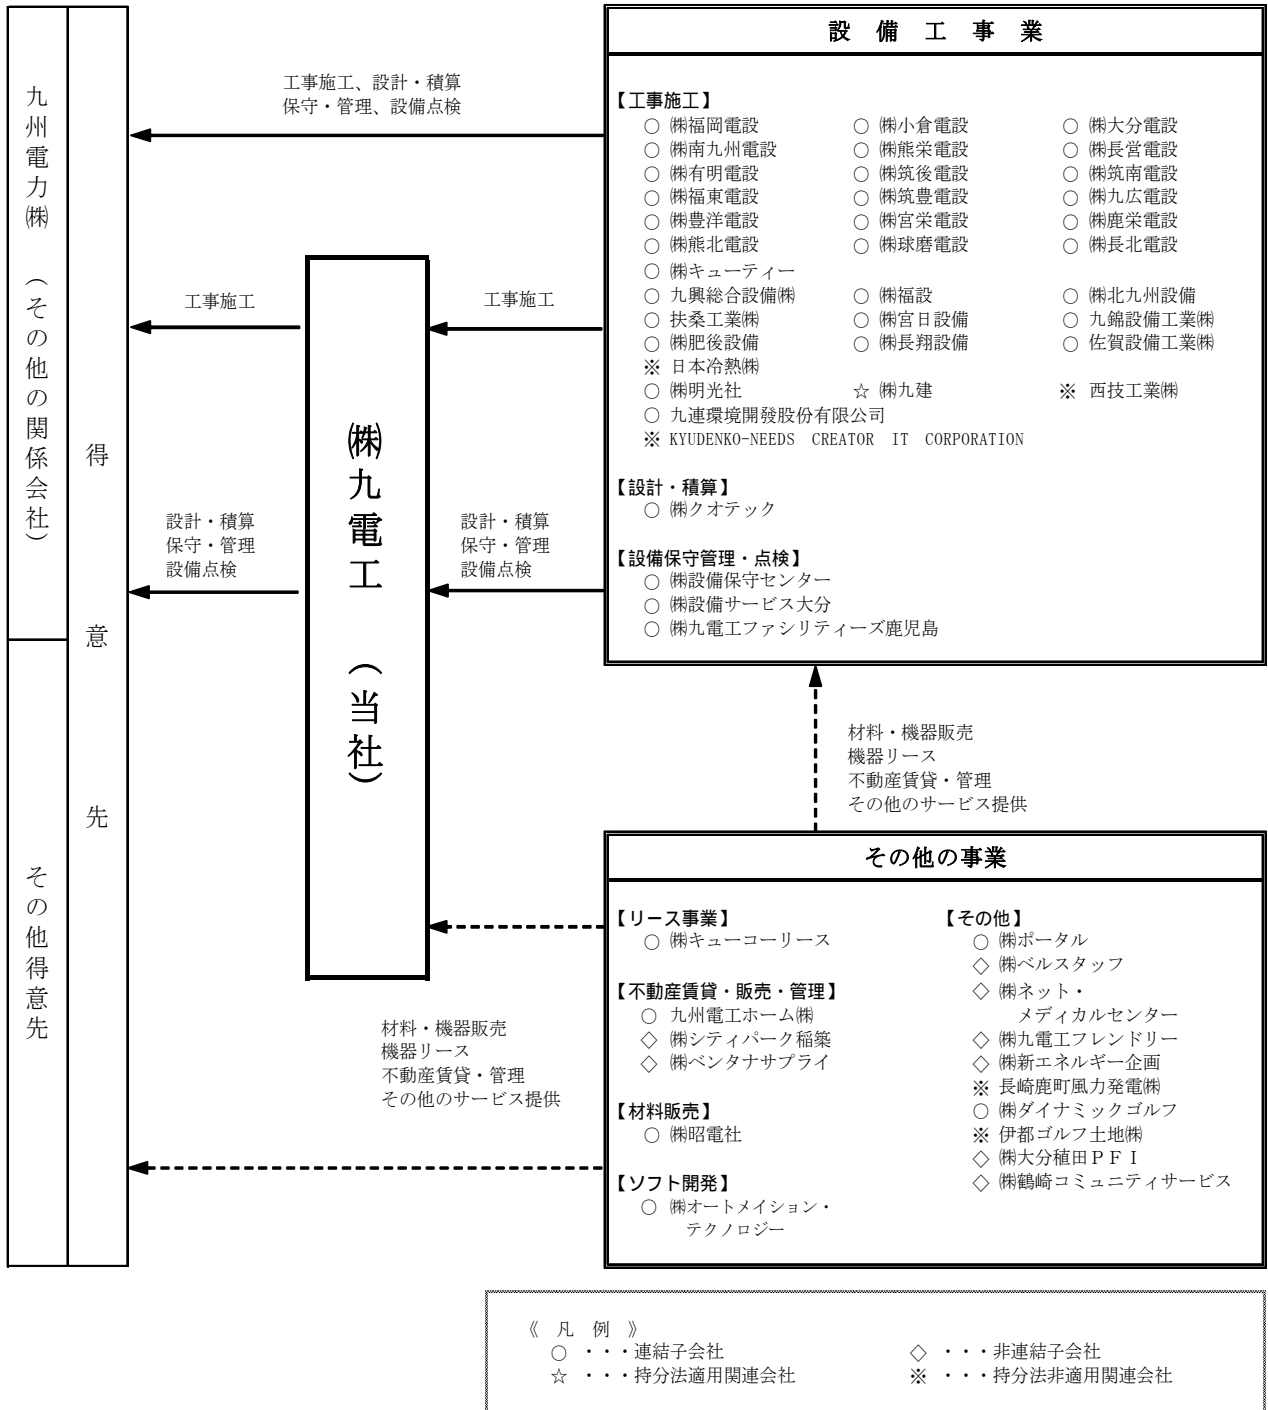 九州電力㈱　（その他の関係会社）
その他得意先
得意先
工事施工、設計・積算
保守・管理、設備点検
工事施工
設計・積算
保守・管理
設備点検
㈱九電工　（当社）
工事施工
設計・積算
保守・管理
設備点検
設備工事業
【工事施工】
○ ㈱福岡電設　○ ㈱小倉電設　○ ㈱大分電設
○ ㈱南九州電設　○ ㈱熊栄電設　○ ㈱長営電設
○ ㈱有明電設　○ ㈱筑後電設　○ ㈱筑南電設
○ ㈱福東電設　○ ㈱筑豊電設　○ ㈱九広電設
○ ㈱豊洋電設　○ ㈱宮栄電設　○ ㈱鹿栄電設
○ ㈱熊北電設　○ ㈱球磨電設　○ ㈱長北電設
○ ㈱キューティー
○ 九興総合設備㈱　○ ㈱福設　○ ㈱北九州設備
○ 扶桑工業㈱　○ ㈱宮日設備　○ 九錦設備工業㈱
○ ㈱肥後設備　○ ㈱長翔設備　○ 佐賀設備工業㈱
※ 日本冷熱㈱
○ ㈱明光社　☆ ㈱九建　※ 西技工業㈱
○ 九連環境開發股份有限公司
※ KYUDENKO-NEEDS CREATOR IT CORPORATION
【設計・積算】
○ ㈱クオテック
【設備保守管理・点検】
○ ㈱設備保守センター
○ ㈱設備サービス大分
○ ㈱九電工ファシリティーズ鹿児島
材料・機器販売
機器リース
不動産賃貸・管理
その他のサービス提供
その他の事業
【リース事業】
○ ㈱キューコーリース
【不動産賃貸・販売・管理】
○ 九州電工ホーム㈱
◇ ㈱シティパーク稲築
◇ ㈱ベンタナサプライ
【材料販売】
○ ㈱昭電社
【ソフト開発】
○ ㈱オートメイション・
テクノロジー
【その他】
○ ㈱ポータル
◇ ㈱ベルスタッフ
◇ ㈱ネット・
メディカルセンター
◇ ㈱九電工フレンドリー
◇ ㈱新エネルギー企画
※ 長崎鹿町風力発電㈱
○ ㈱ダイナミックゴルフ
※ 伊都ゴルフ土地㈱
◇ ㈱大分稙田ＰＦＩ
◇ ㈱鶴崎コミュニティサービス
材料・機器販売
機器リース
不動産賃貸・管理
その他のサービス提供
《　凡　例　》
○ ・・・連結子会社　◇ ・・・非連結子会社
☆ ・・・持分法適用関連会社　※ ・・・持分法非適用関連会社